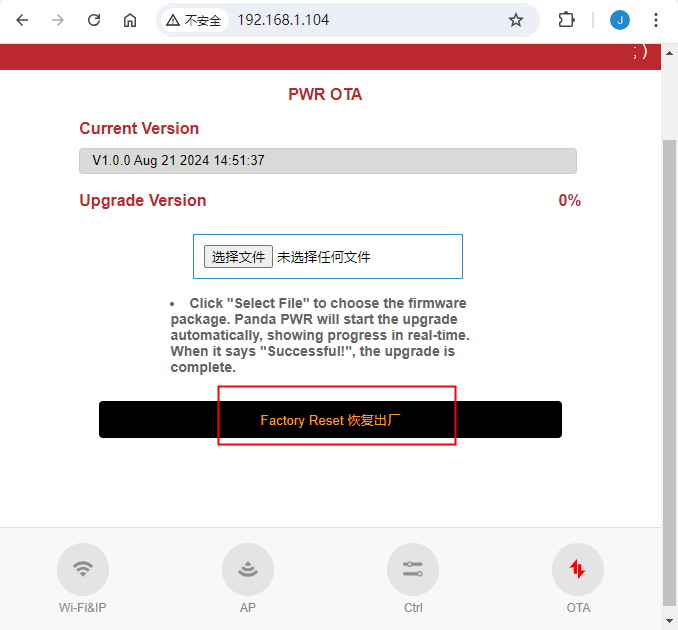 不安全 192.168.1.104 J
; )
PWR OTA
Current Version
V1.0.0 Aug 21 2024 14:51:37
Upgrade Version 0%
选择文件 未选择任何文件
• Click "Select File" to choose the firmware
package. Panda PWR will start the upgrade
automatically, showing progress in real-time.
When it says "Successful!", the upgrade is
complete.
Factory Reset 恢复出厂
Wi-Fi&IP AP Ctrl OTA